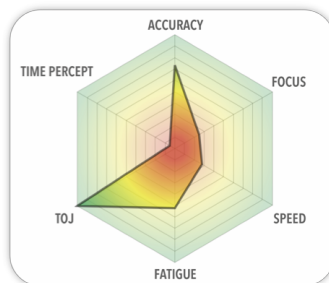 ACCURACY
TIME PERCEPT
FOCUS
TOJ
SPEED
FATIGUE